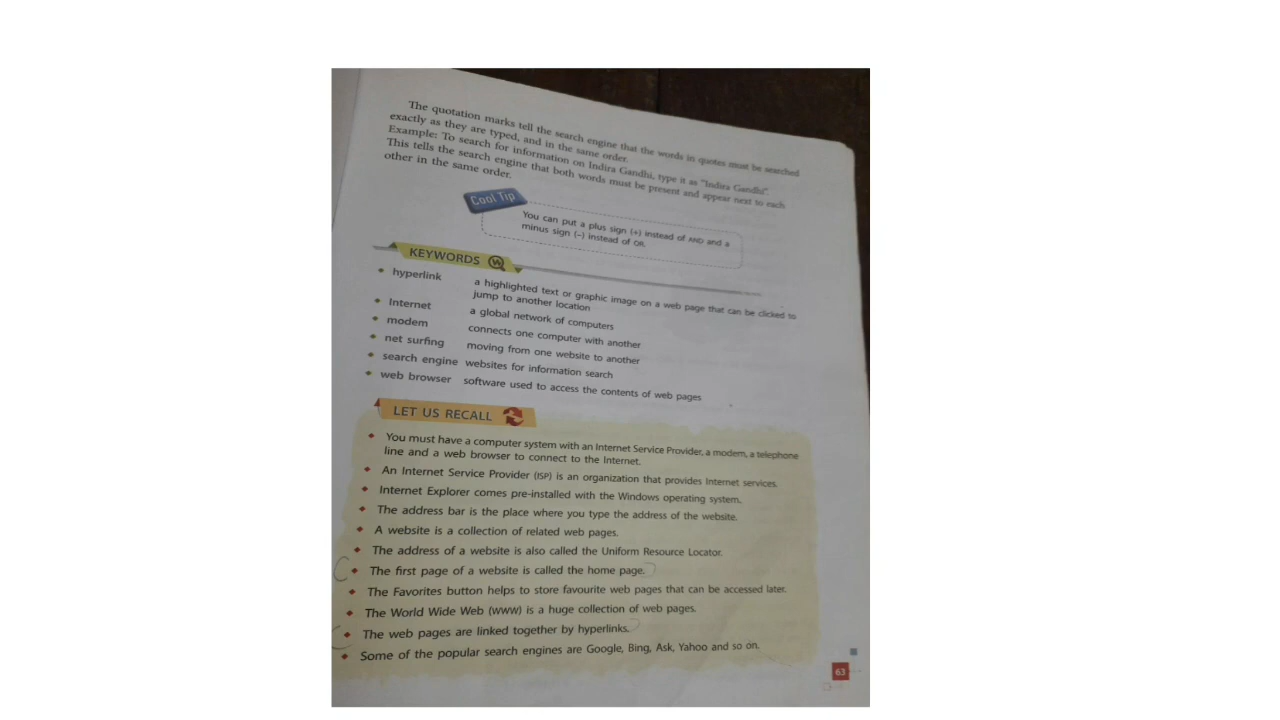 The quotation marks tell the search engine that the words in quotes must be searched
exactly as they are typed, and in the same order.
Example: To search for information on Indira Gandhi, type it as "Indira Gandhi".
This tells the search engine that both words must be present and appear next to each
other in the same order.
Cool Tip
You can put a plus sign (+) instead of AND and a
minus sign (–) instead of OR.
KEYWORDS
hyperlink a highlighted text or graphic image on a web page that can be clicked to
jump to another location
Internet a global network of computers
modem connects one computer with another
net surfing moving from one website to another
search engine websites for information search
web browser software used to access the contents of web pages
LET US RECALL
You must have a computer system with an Internet Service Provider, a modem, a telephone
line and a web browser to connect to the Internet.
An Internet Service Provider (ISP) is an organization that provides Internet services.
Internet Explorer comes pre-installed with the Windows operating system.
The address bar is the place where you type the address of the website.
A website is a collection of related web pages.
The address of a website is also called the Uniform Resource Locator.
The first page of a website is called the home page.
The Favorites button helps to store favourite web pages that can be accessed later.
The World Wide Web (WWW) is a huge collection of web pages.
The web pages are linked together by hyperlinks.
Some of the popular search engines are Google, Bing, Ask, Yahoo and so on.
63